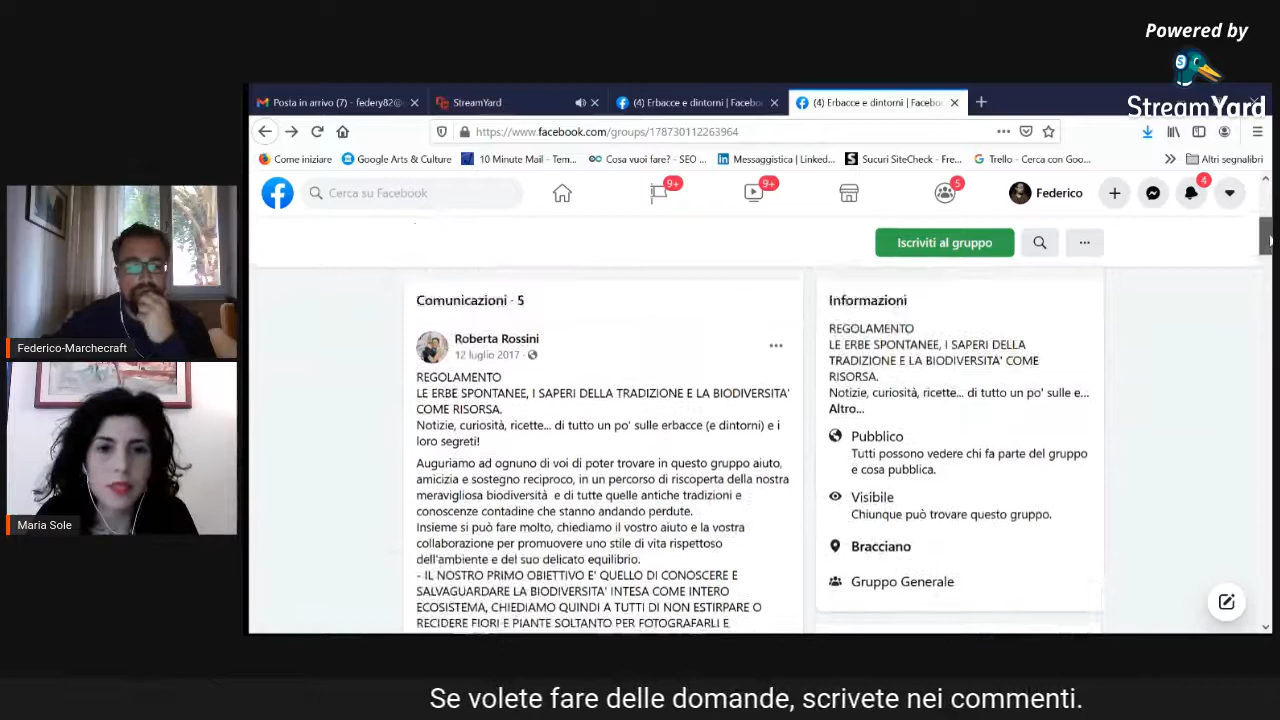 Powered by
StreamYard
Posta in arrivo (7) - federy82@
StreamYard
(4) Erbacce e dintorni | Facebo
(4) Erbacce e dintorni | Facebo
https://www.facebook.com/groups/178730112263964
Come iniziare
Google Arts & Culture
10 Minute Mail - Tem...
Cosa vuoi fare? - SEO ...
Messaggistica | Linked...
Sucuri SiteCheck - Fre...
Trello - Cerca con Goo...
Altri segnalibri
Cerca su Facebook
9+
9+
5
Federico
4
Iscriviti al gruppo
Comunicazioni · 5
Roberta Rossini
12 luglio 2017 ·
REGOLAMENTO
LE ERBE SPONTANEE, I SAPERI DELLA TRADIZIONE E LA BIODIVERSITA'
COME RISORSA.
Notizie, curiosità, ricette... di tutto un po' sulle erbacce (e dintorni) e i
loro segreti!
Auguriamo ad ognuno di voi di poter trovare in questo gruppo aiuto,
amicizia e sostegno reciproco, in un percorso di riscoperta della nostra
meravigliosa biodiversità e di tutte quelle antiche tradizioni e
conoscenze contadine che stanno andando perdute.
Insieme si può fare molto, chiediamo il vostro aiuto e la vostra
collaborazione per promuovere uno stile di vita rispettoso
dell'ambiente e del suo delicato equilibrio.
- IL NOSTRO PRIMO OBIETTIVO E' QUELLO DI CONOSCERE E
SALVAGUARDARE LA BIODIVERSITA' INTESA COME INTERO
ECOSISTEMA, CHIEDIAMO QUINDI A TUTTI DI NON ESTIRPARE O
RECIDERE FIORI E PIANTE SOLTANTO PER FOTOGRAFARLI E
Informazioni
REGOLAMENTO
LE ERBE SPONTANEE, I SAPERI DELLA
TRADIZIONE E LA BIODIVERSITA' COME
RISORSA.
Notizie, curiosità, ricette... di tutto un po' sulle e...
Altro...
Pubblico
Tutti possono vedere chi fa parte del gruppo
e cosa pubblica.
Visibile
Chiunque può trovare questo gruppo.
Bracciano
Gruppo Generale
Federico-Marchecraft
Maria Sole
Se volete fare delle domande, scrivete nei commenti.